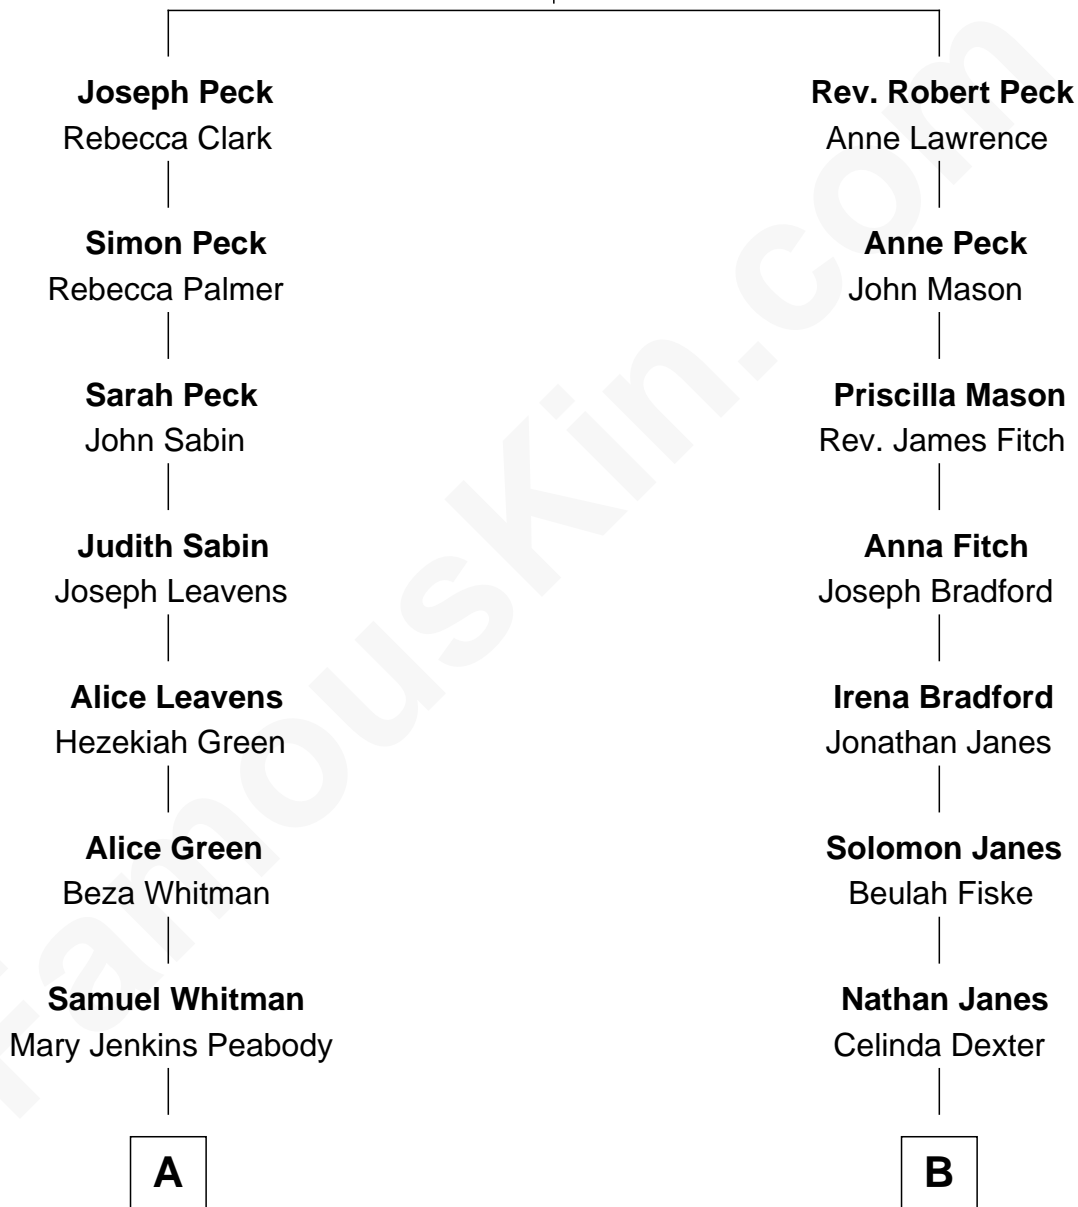 Joseph Peck
Rebecca Clark
Simon Peck
Rebecca Palmer
Sarah Peck
John Sabin
Judith Sabin
Joseph Leavens
Alice Leavens
Hezekiah Green
Alice Green
Beza Whitman
Samuel Whitman
Mary Jenkins Peabody
A
Rev. Robert Peck
Anne Lawrence
Anne Peck
John Mason
Priscilla Mason
Rev. James Fitch
Anna Fitch
Joseph Bradford
Irena Bradford
Jonathan Janes
Solomon Janes
Beulah Fiske
Nathan Janes
Celinda Dexter
B
FamousKin.com